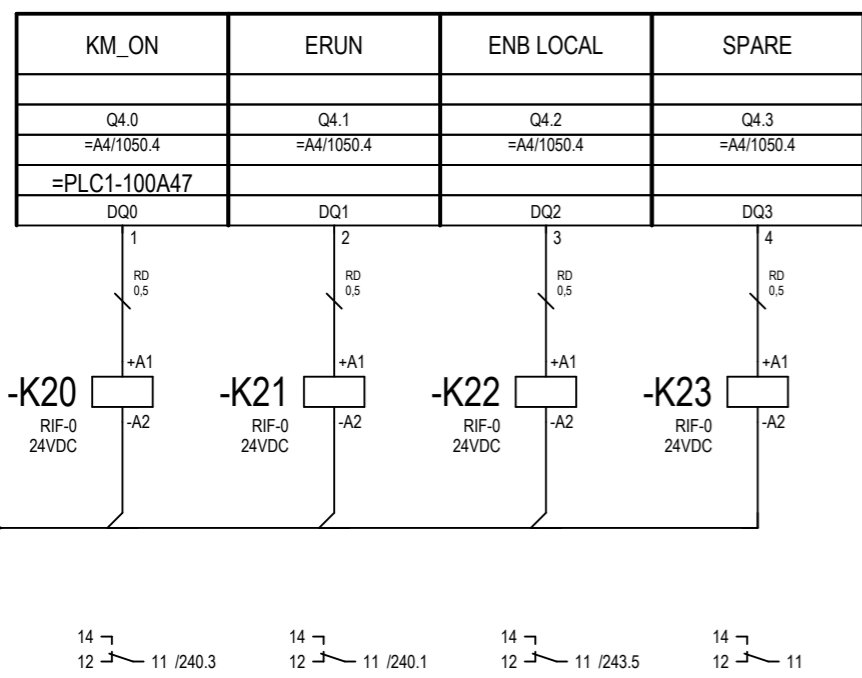 KM_ON ERUN ENB LOCAL SPARE
Q4.0 Q4.1 Q4.2 Q4.3
=A4/1050.4 =A4/1050.4 =A4/1050.4 =A4/1050.4
=PLC1-100A47
DQ0 DQ1 DQ2 DQ3
1 2 3 4
RD RD RD RD
0,5 0,5 0,5 0,5
+A1 +A1 +A1 +A1
-K20 -K21 -K22 -K23
RIF-0 -A2 RIF-0 -A2 RIF-0 -A2 RIF-0 -A2
24VDC 24VDC 24VDC 24VDC
14 14 14 14
12 11 /240.3 12 11 /240.1 12 11 /243.5 12 11